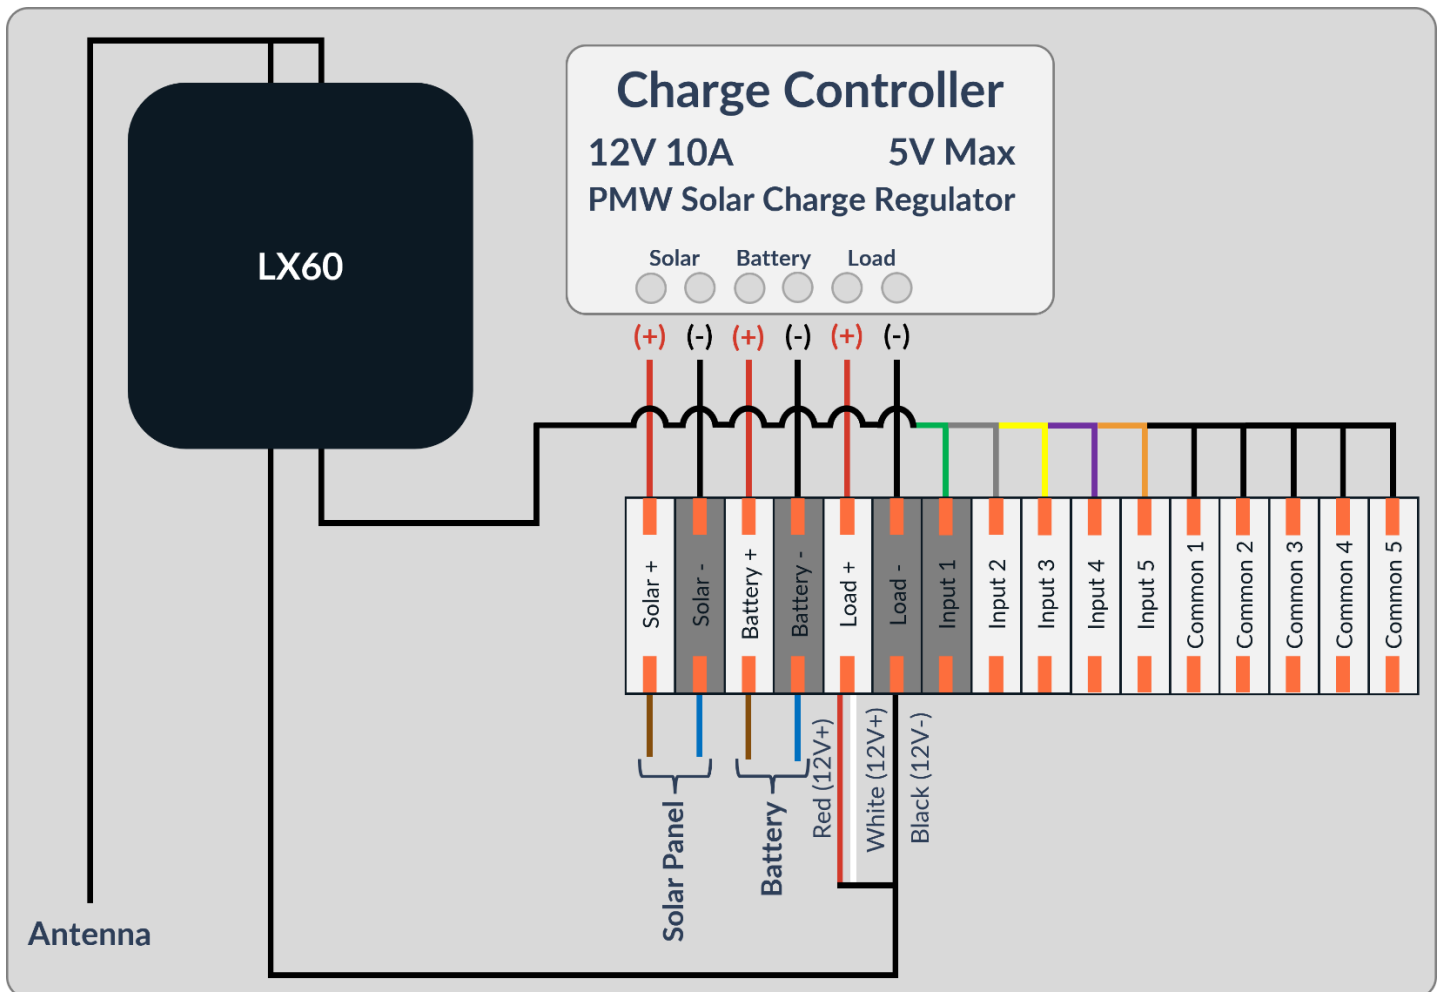 Charge Controller
12V 10A 5V Max
PMW Solar Charge Regulator
Solar Battery Load
(+) (-) (+) (-) (+) (-)
LX60
Solar +
Solar -
Battery +
Battery -
Load +
Load -
Input 1
Input 2
Input 3
Input 4
Input 5
Common 1
Common 2
Common 3
Common 4
Common 5
Solar Panel
Battery
Red (12V+)
White (12V+)
Black (12V-)
Antenna